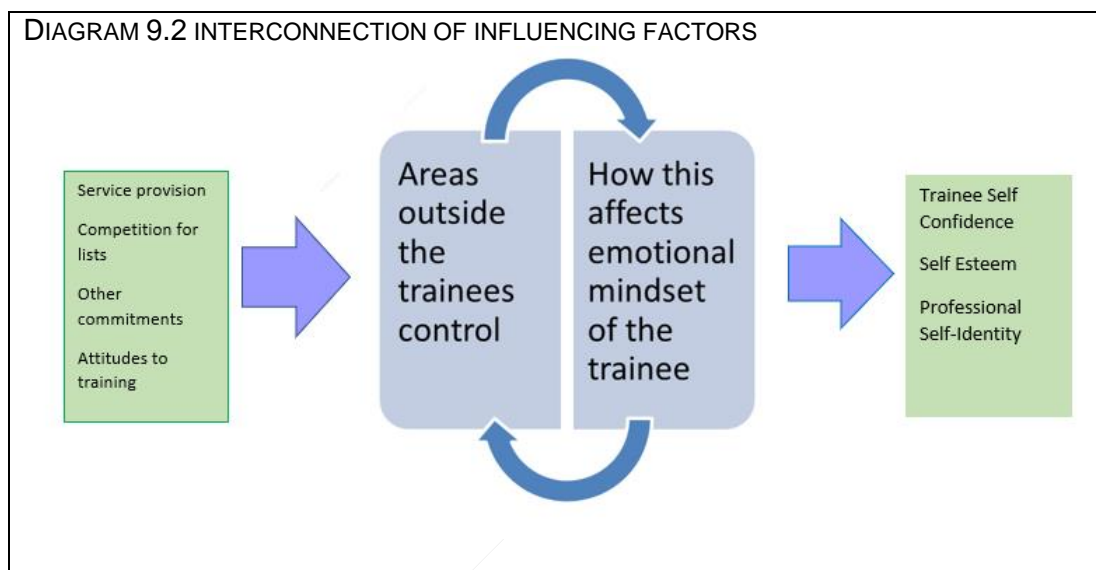 DIAGRAM 9.2 INTERCONNECTION OF INFLUENCING FACTORS
Service provision
Competition for
lists
Other
commitments
Attitudes to
training
Areas
outside
the
trainees
control
How this
affects
emotional
mindset
of the
trainee
Trainee Self
Confidence
Self Esteem
Professional
Self-Identity